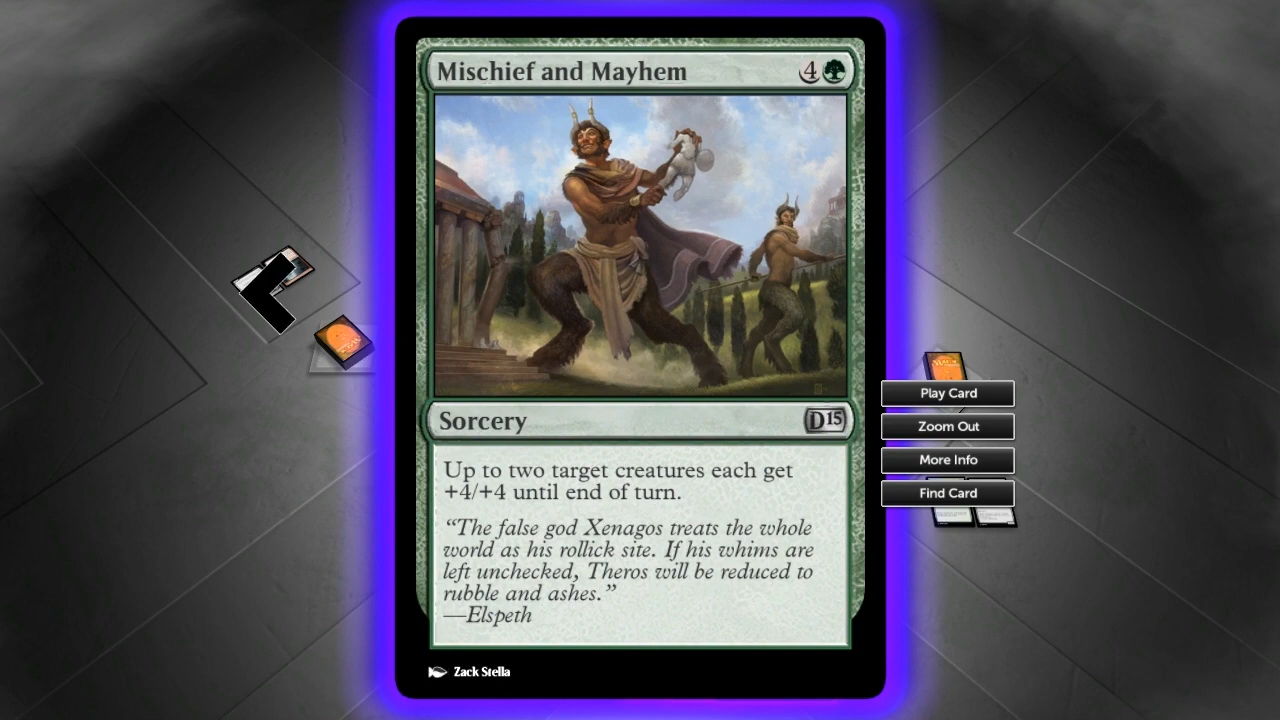 Mischief and Mayhem 4
Sorcery D15
Up to two target creatures each get
+4/+4 until end of turn.
“The false god Xenagos treats the whole
world as his rollick site. If his whims are
left unchecked, Theros will be reduced to
rubble and ashes.”
—Elspeth
Zack Stella
Play Card
Zoom Out
More Info
Find Card